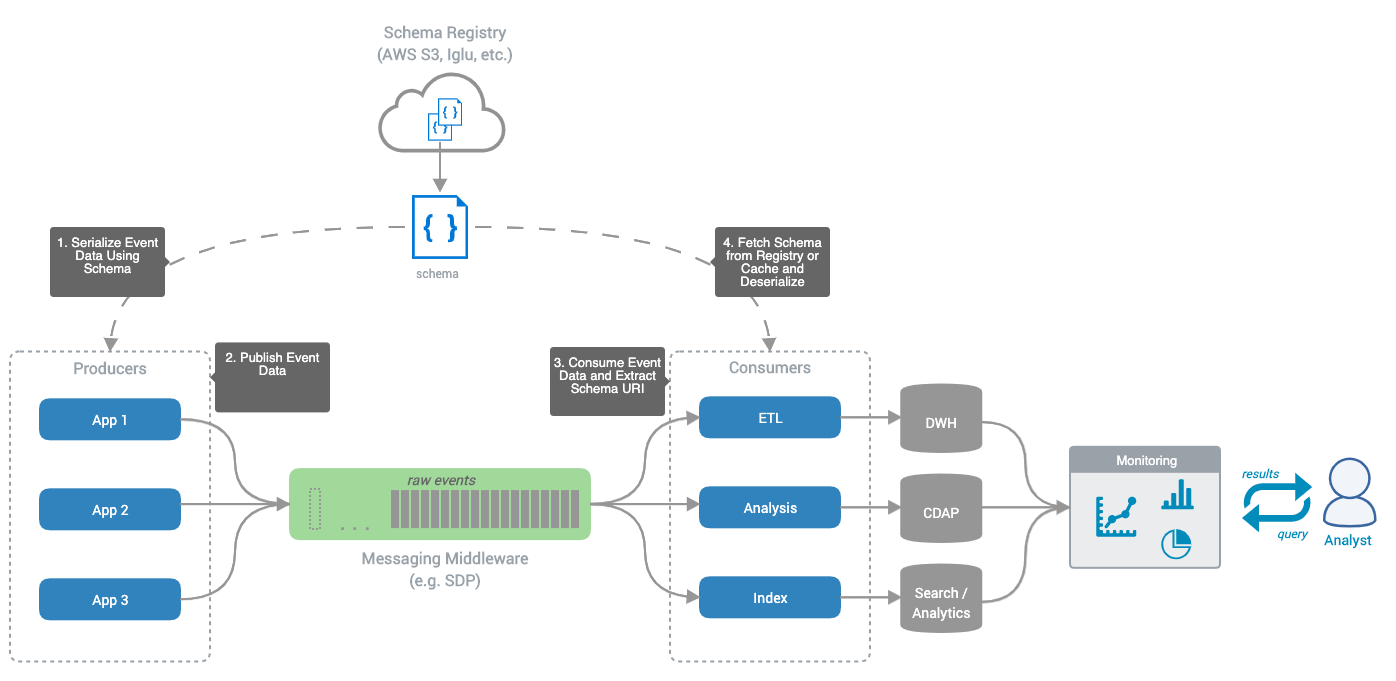 Schema Registry
(AWS S3, Iglu, etc.)
{ }
{ }
{ }
schema
1. Serialize Event
Data Using
Schema
4. Fetch Schema
from Registry or
Cache and
Deserialize
2. Publish Event
Data
3. Consume Event
Data and Extract
Schema URI
Producers
App 1
App 2
App 3
raw events
. . .
Messaging Middleware
(e.g. SDP)
Consumers
ETL
Analysis
Index
DWH
CDAP
Search /
Analytics
Monitoring
results
query
Analyst